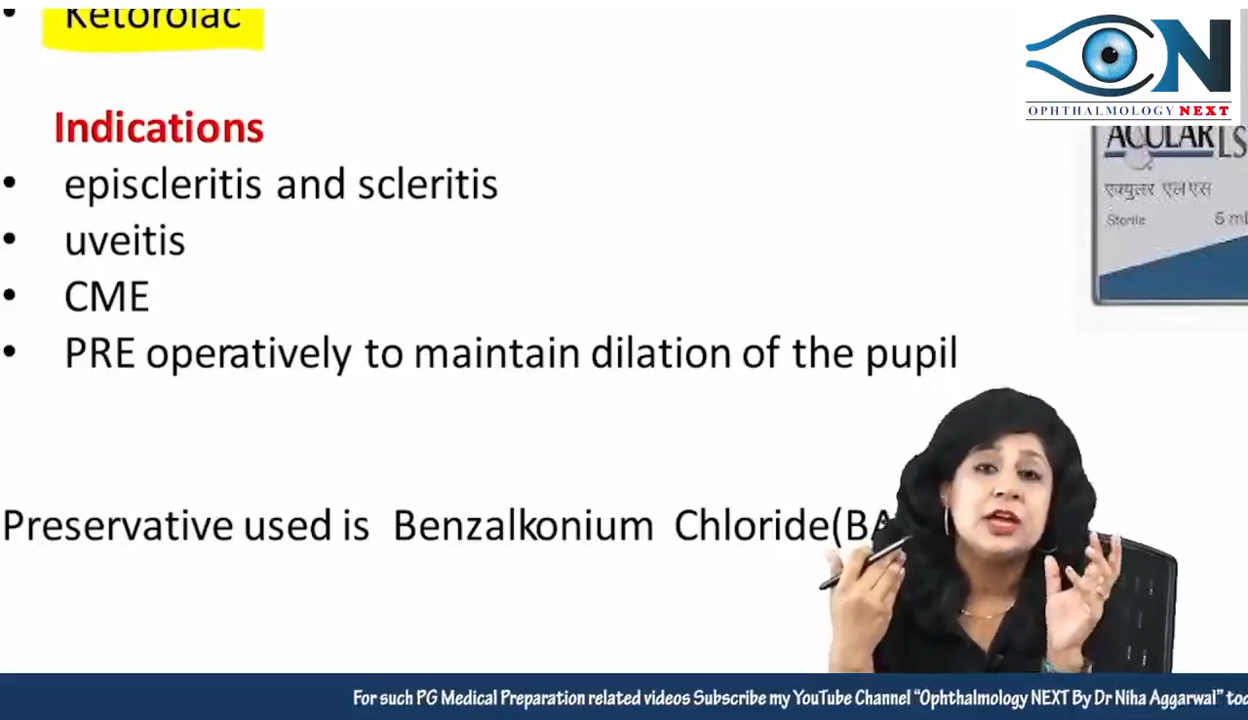 Ketorolac
ON
OPHTHALMOLOGY NEXT
Indications
ACULAR LS
• episcleritis and scleritis
एक्युलर एल एस
Sterile 5 ml
• uveitis
• CME
• PRE operatively to maintain dilation of the pupil
Preservative used is Benzalkonium Chloride(BA
For such PG Medical Preparation related videos Subscribe my YouTube Channel “Ophthalmology NEXT By Dr Niha Aggarwal” tod